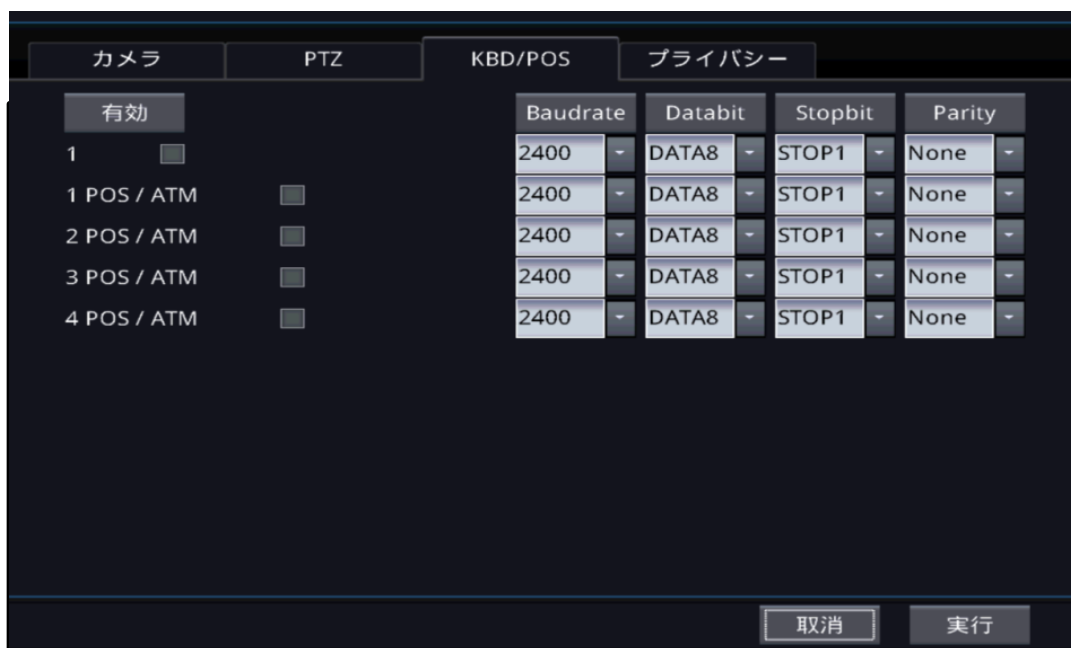 カメラ PTZ KBD/POS プライバシー
有効 Baudrate Databit Stopbit Parity
1 2400 DATA8 STOP1 None
1 POS / ATM 2400 DATA8 STOP1 None
2 POS / ATM 2400 DATA8 STOP1 None
3 POS / ATM 2400 DATA8 STOP1 None
4 POS / ATM 2400 DATA8 STOP1 None
取消 実行